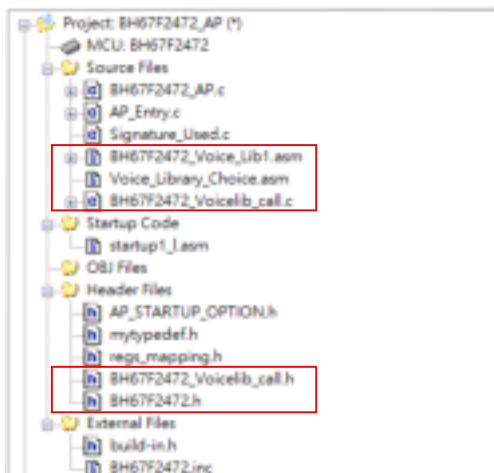 Project: BH67F2472_AP (*)
MCU: BH67F2472
Source Files
BH67F2472_AP.c
AP_Entry.c
Signature_Used.c
BH67F2472_Voice_Lib1.asm
Voice_Library_Choice.asm
BH67F2472_Voicelib_call.c
Startup Code
startup1_l.asm
OBJ Files
Header Files
AP_STARTUP_OPTION.h
mytypedef.h
regs_mapping.h
BH67F2472_Voicelib_call.h
BH67F2472.h
External Files
build-in.h
BH67F2472.inc